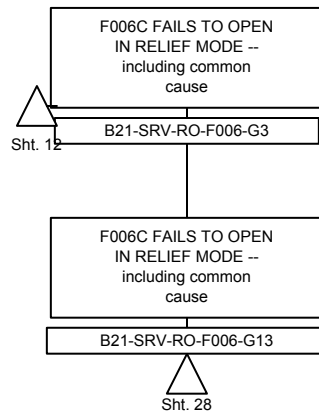 F006C FAILS TO OPEN
IN RELIEF MODE --
including common
cause
Sht. 12
B21-SRV-RO-F006-G3
F006C FAILS TO OPEN
IN RELIEF MODE --
including common
cause
B21-SRV-RO-F006-G13
Sht. 28